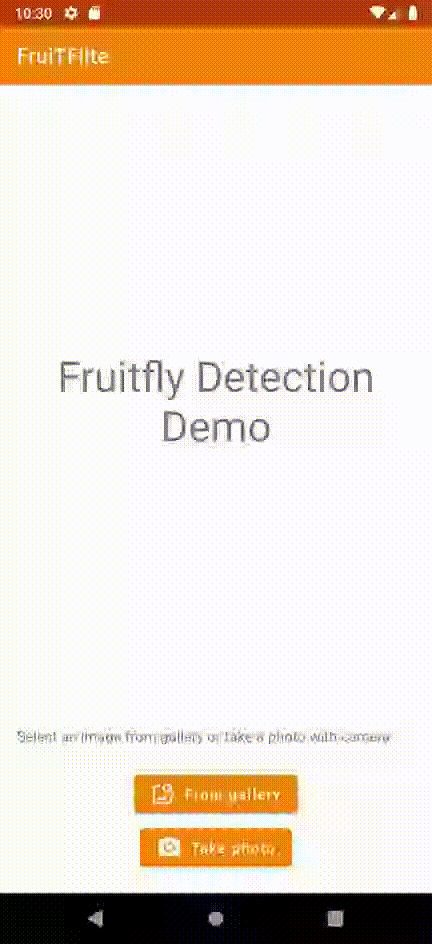 10:30
FruiTFlite
Fruitfly Detection
Demo
Select an image from gallery or take a photo with camera
From gallery
Take photo